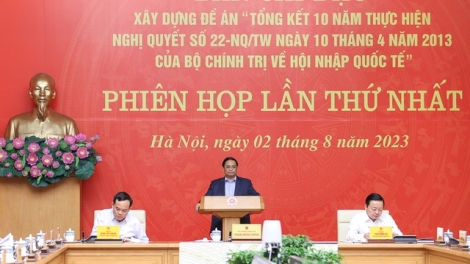 XÂY DỰNG ĐỀ ÁN "TỔNG KẾT 10 NĂM THỰC HIỆN
NGHỊ QUYẾT SỐ 22-NQ/TW NGÀY 10 THÁNG 4 NĂM 2013
CỦA BỘ CHÍNH TRỊ VỀ HỘI NHẬP QUỐC TẾ"
PHIÊN HỌP LẦN THỨ NHẤT
Hà Nội, ngày 02 tháng 8 năm 2023